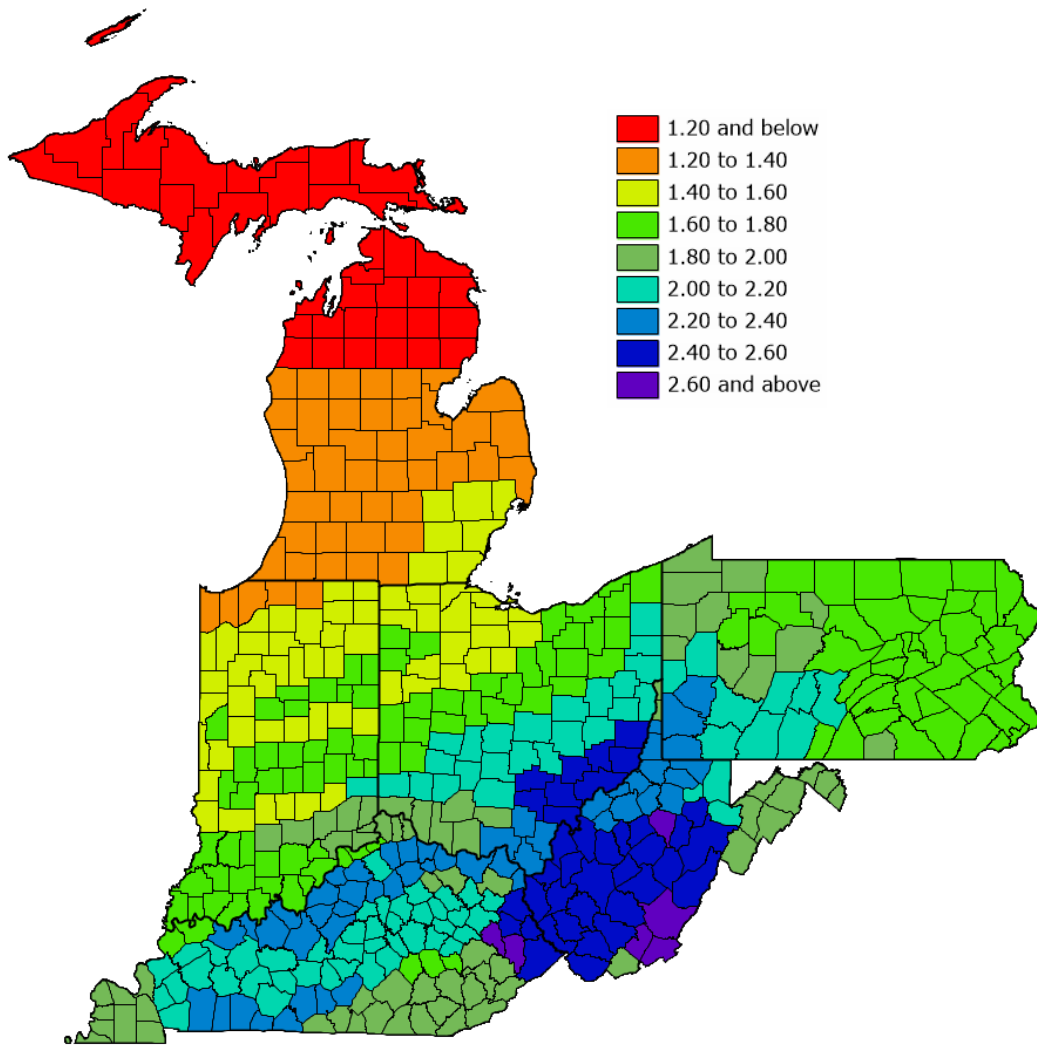 1.20 and below
1.20 to 1.40
1.40 to 1.60
1.60 to 1.80
1.80 to 2.00
2.00 to 2.20
2.20 to 2.40
2.40 to 2.60
2.60 and above